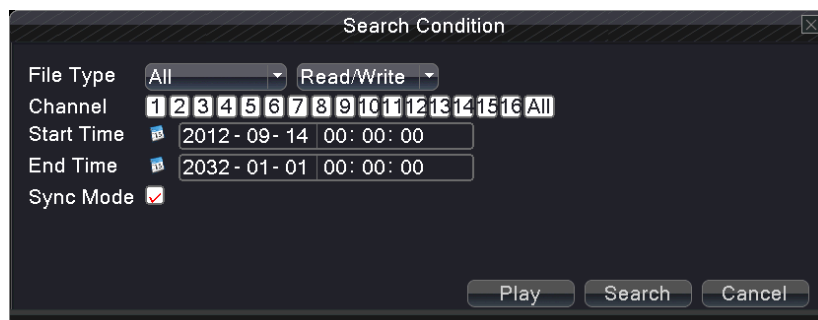 Search Condition
File Type All Read/Write
Channel 1 2 3 4 5 6 7 8 9 10 11 12 13 14 15 16 All
Start Time 2012-09-14 00:00:00
End Time 2032-01-01 00:00:00
Sync Mode
Play Search Cancel